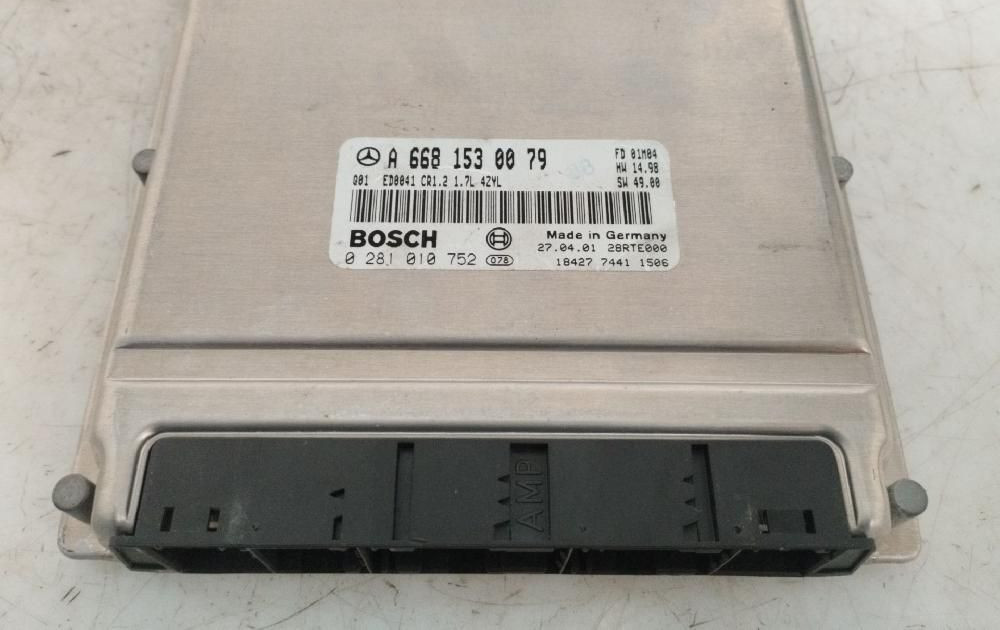 A 668 153 00 79
FD 01M04
HW 14.98
SW 49.00
G01 ED0041 CR1.2 1.7L 4ZYL
BOSCH
Made in Germany
27.04.01 28RTE000
0 281 010 752 078
18427 7441 1506
AMP